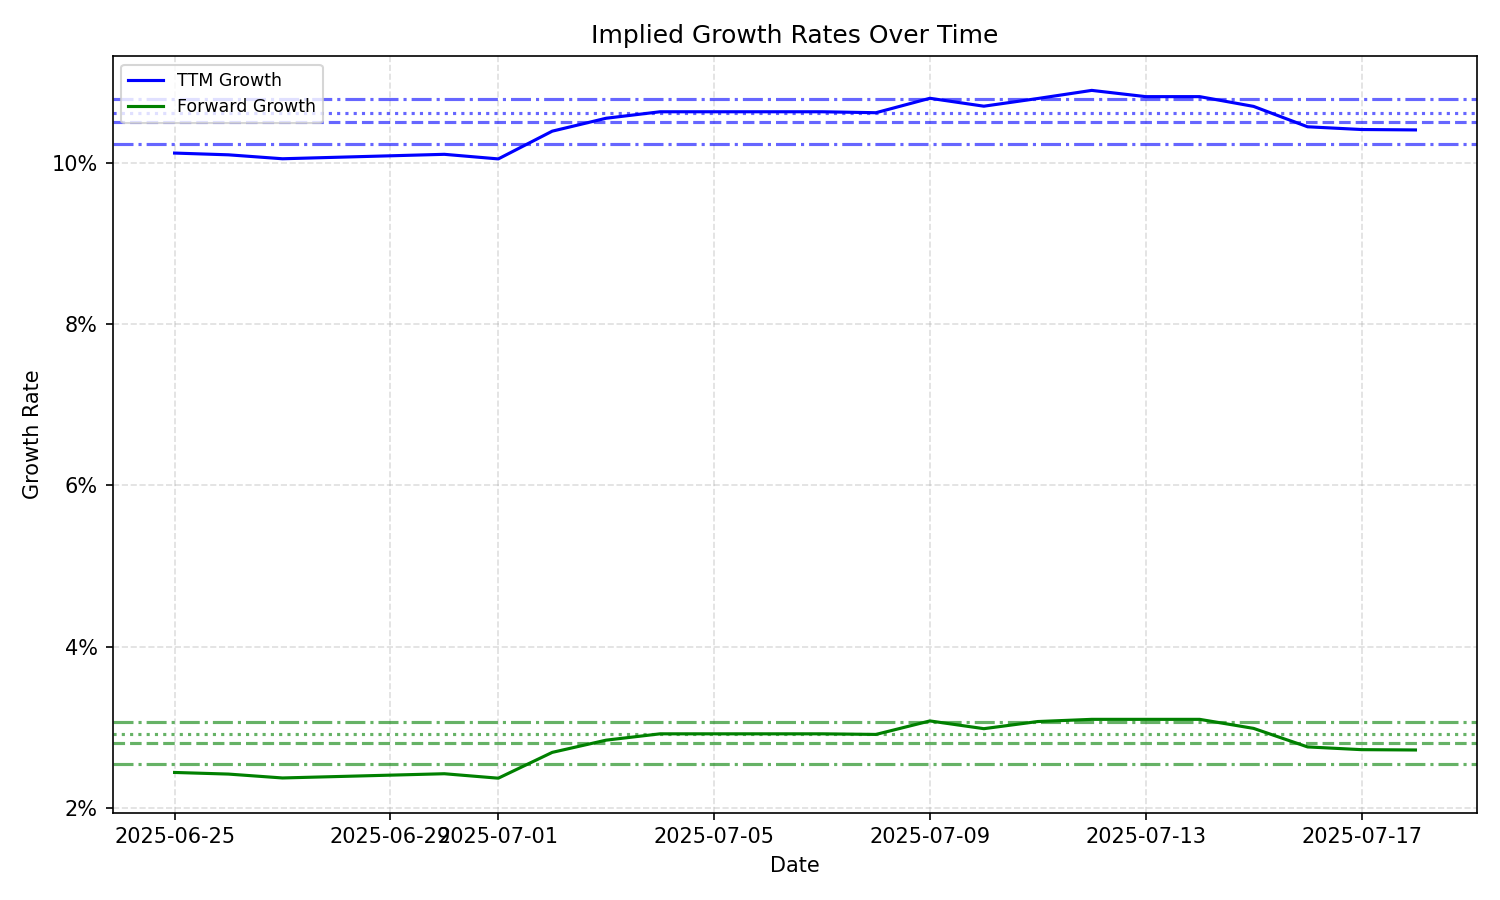 Implied Growth Rates Over Time
TTM Growth
Forward Growth
10%
8%
6%
4%
2%
Growth Rate
2025-06-25
2025-06-29
2025-07-01
2025-07-05
2025-07-09
2025-07-13
2025-07-17
Date